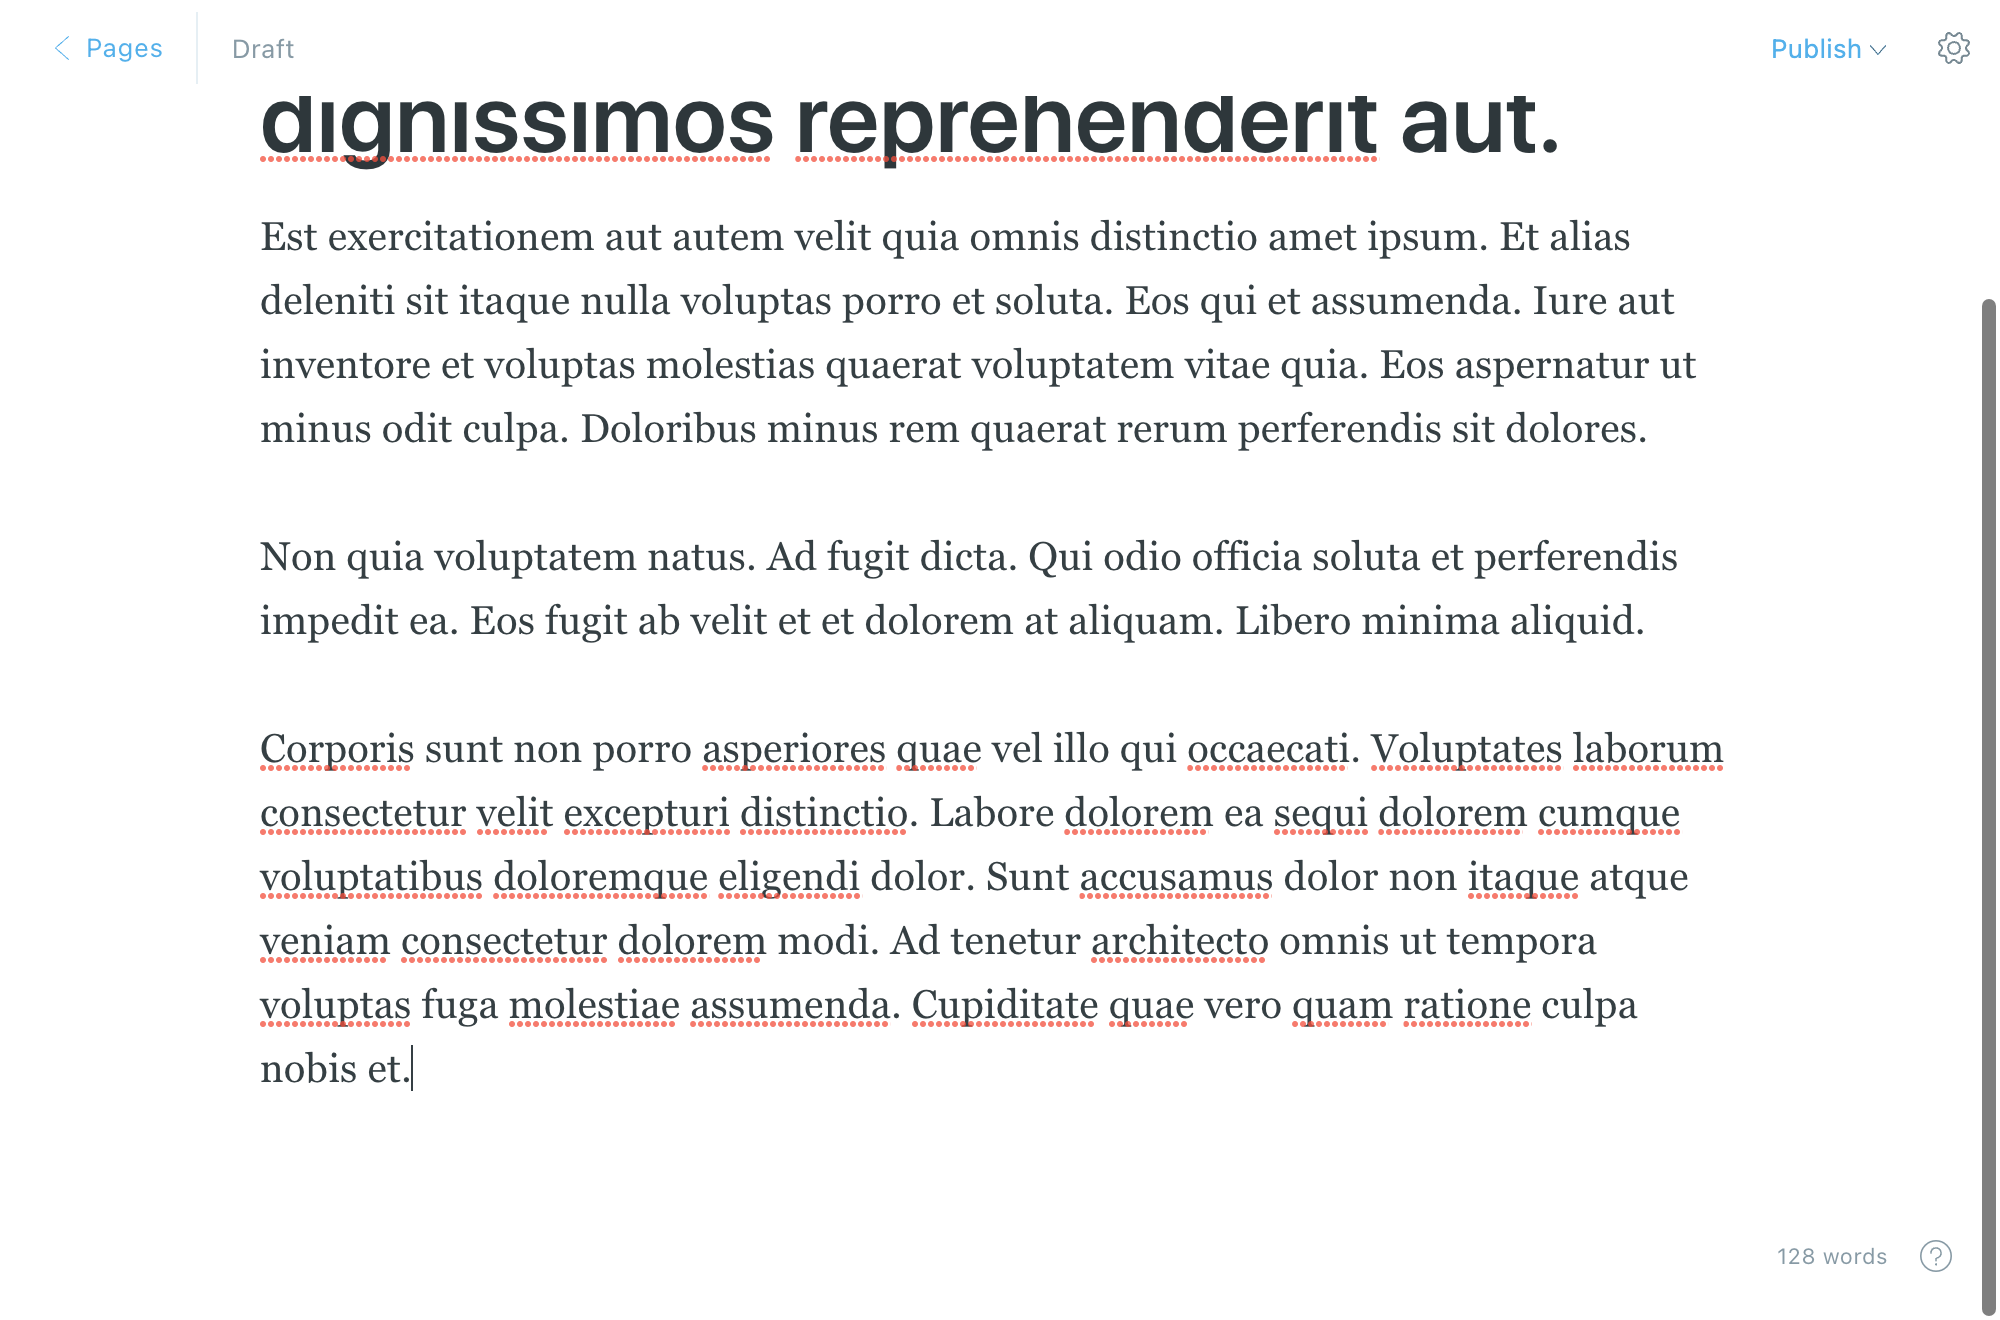 Pages
Draft
Publish
dignissimos reprehenderit aut.
Est exercitationem aut autem velit quia omnis distinctio amet ipsum. Et alias
deleniti sit itaque nulla voluptas porro et soluta. Eos qui et assumenda. Iure aut
inventore et voluptas molestias quaerat voluptatem vitae quia. Eos aspernatur ut
minus odit culpa. Doloribus minus rem quaerat rerum perferendis sit dolores.
Non quia voluptatem natus. Ad fugit dicta. Qui odio officia soluta et perferendis
impedit ea. Eos fugit ab velit et et dolorem at aliquam. Libero minima aliquid.
Corporis sunt non porro asperiores quae vel illo qui occaecati. Voluptates laborum
consectetur velit excepturi distinctio. Labore dolorem ea sequi dolorem cumque
voluptatibus doloremque eligendi dolor. Sunt accusamus dolor non itaque atque
veniam consectetur dolorem modi. Ad tenetur architecto omnis ut tempora
voluptas fuga molestiae assumenda. Cupiditate quae vero quam ratione culpa
nobis et.
128 words
?